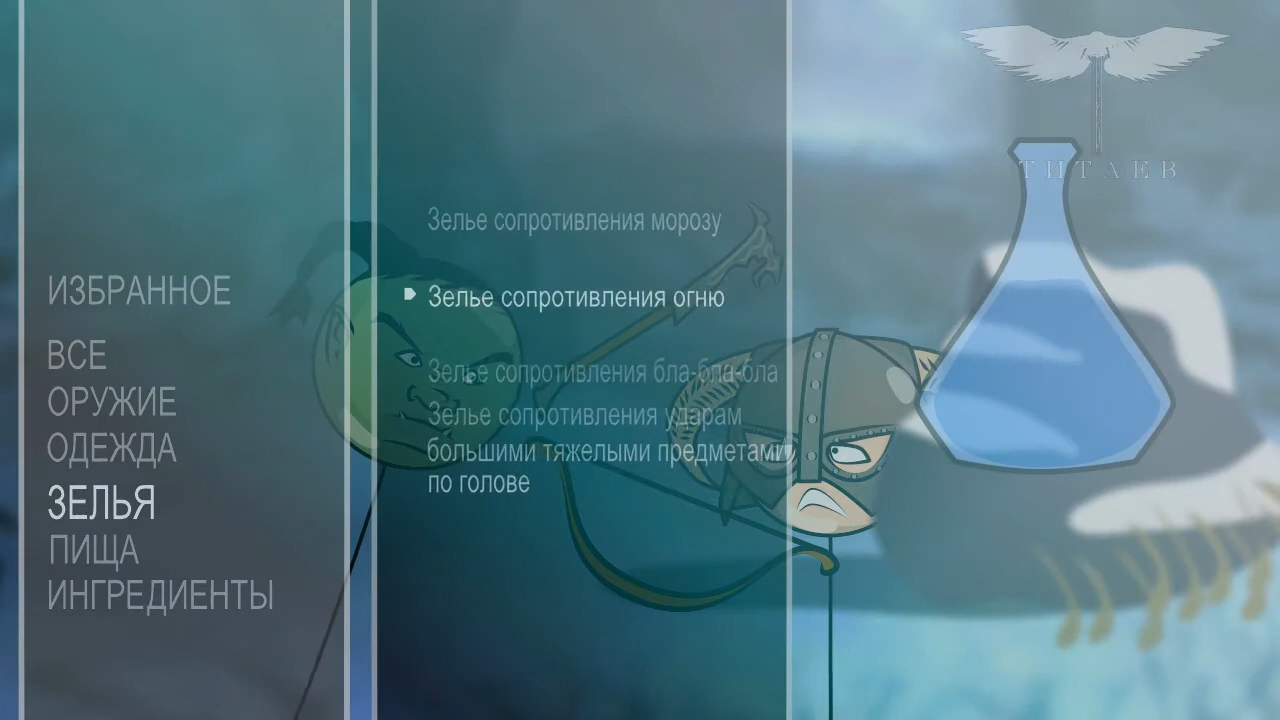 ИЗБРАННОЕ
ВСЕ
ОРУЖИЕ
ОДЕЖДА
ЗЕЛЬЯ
ПИЩА
ИНГРЕДИЕНТЫ
Зелье сопротивления морозу
Зелье сопротивления огню
Зелье сопротивления бла-бла-бла
Зелье сопротивления ударам
большими тяжелыми предметами
по голове
ТИТАЕВ